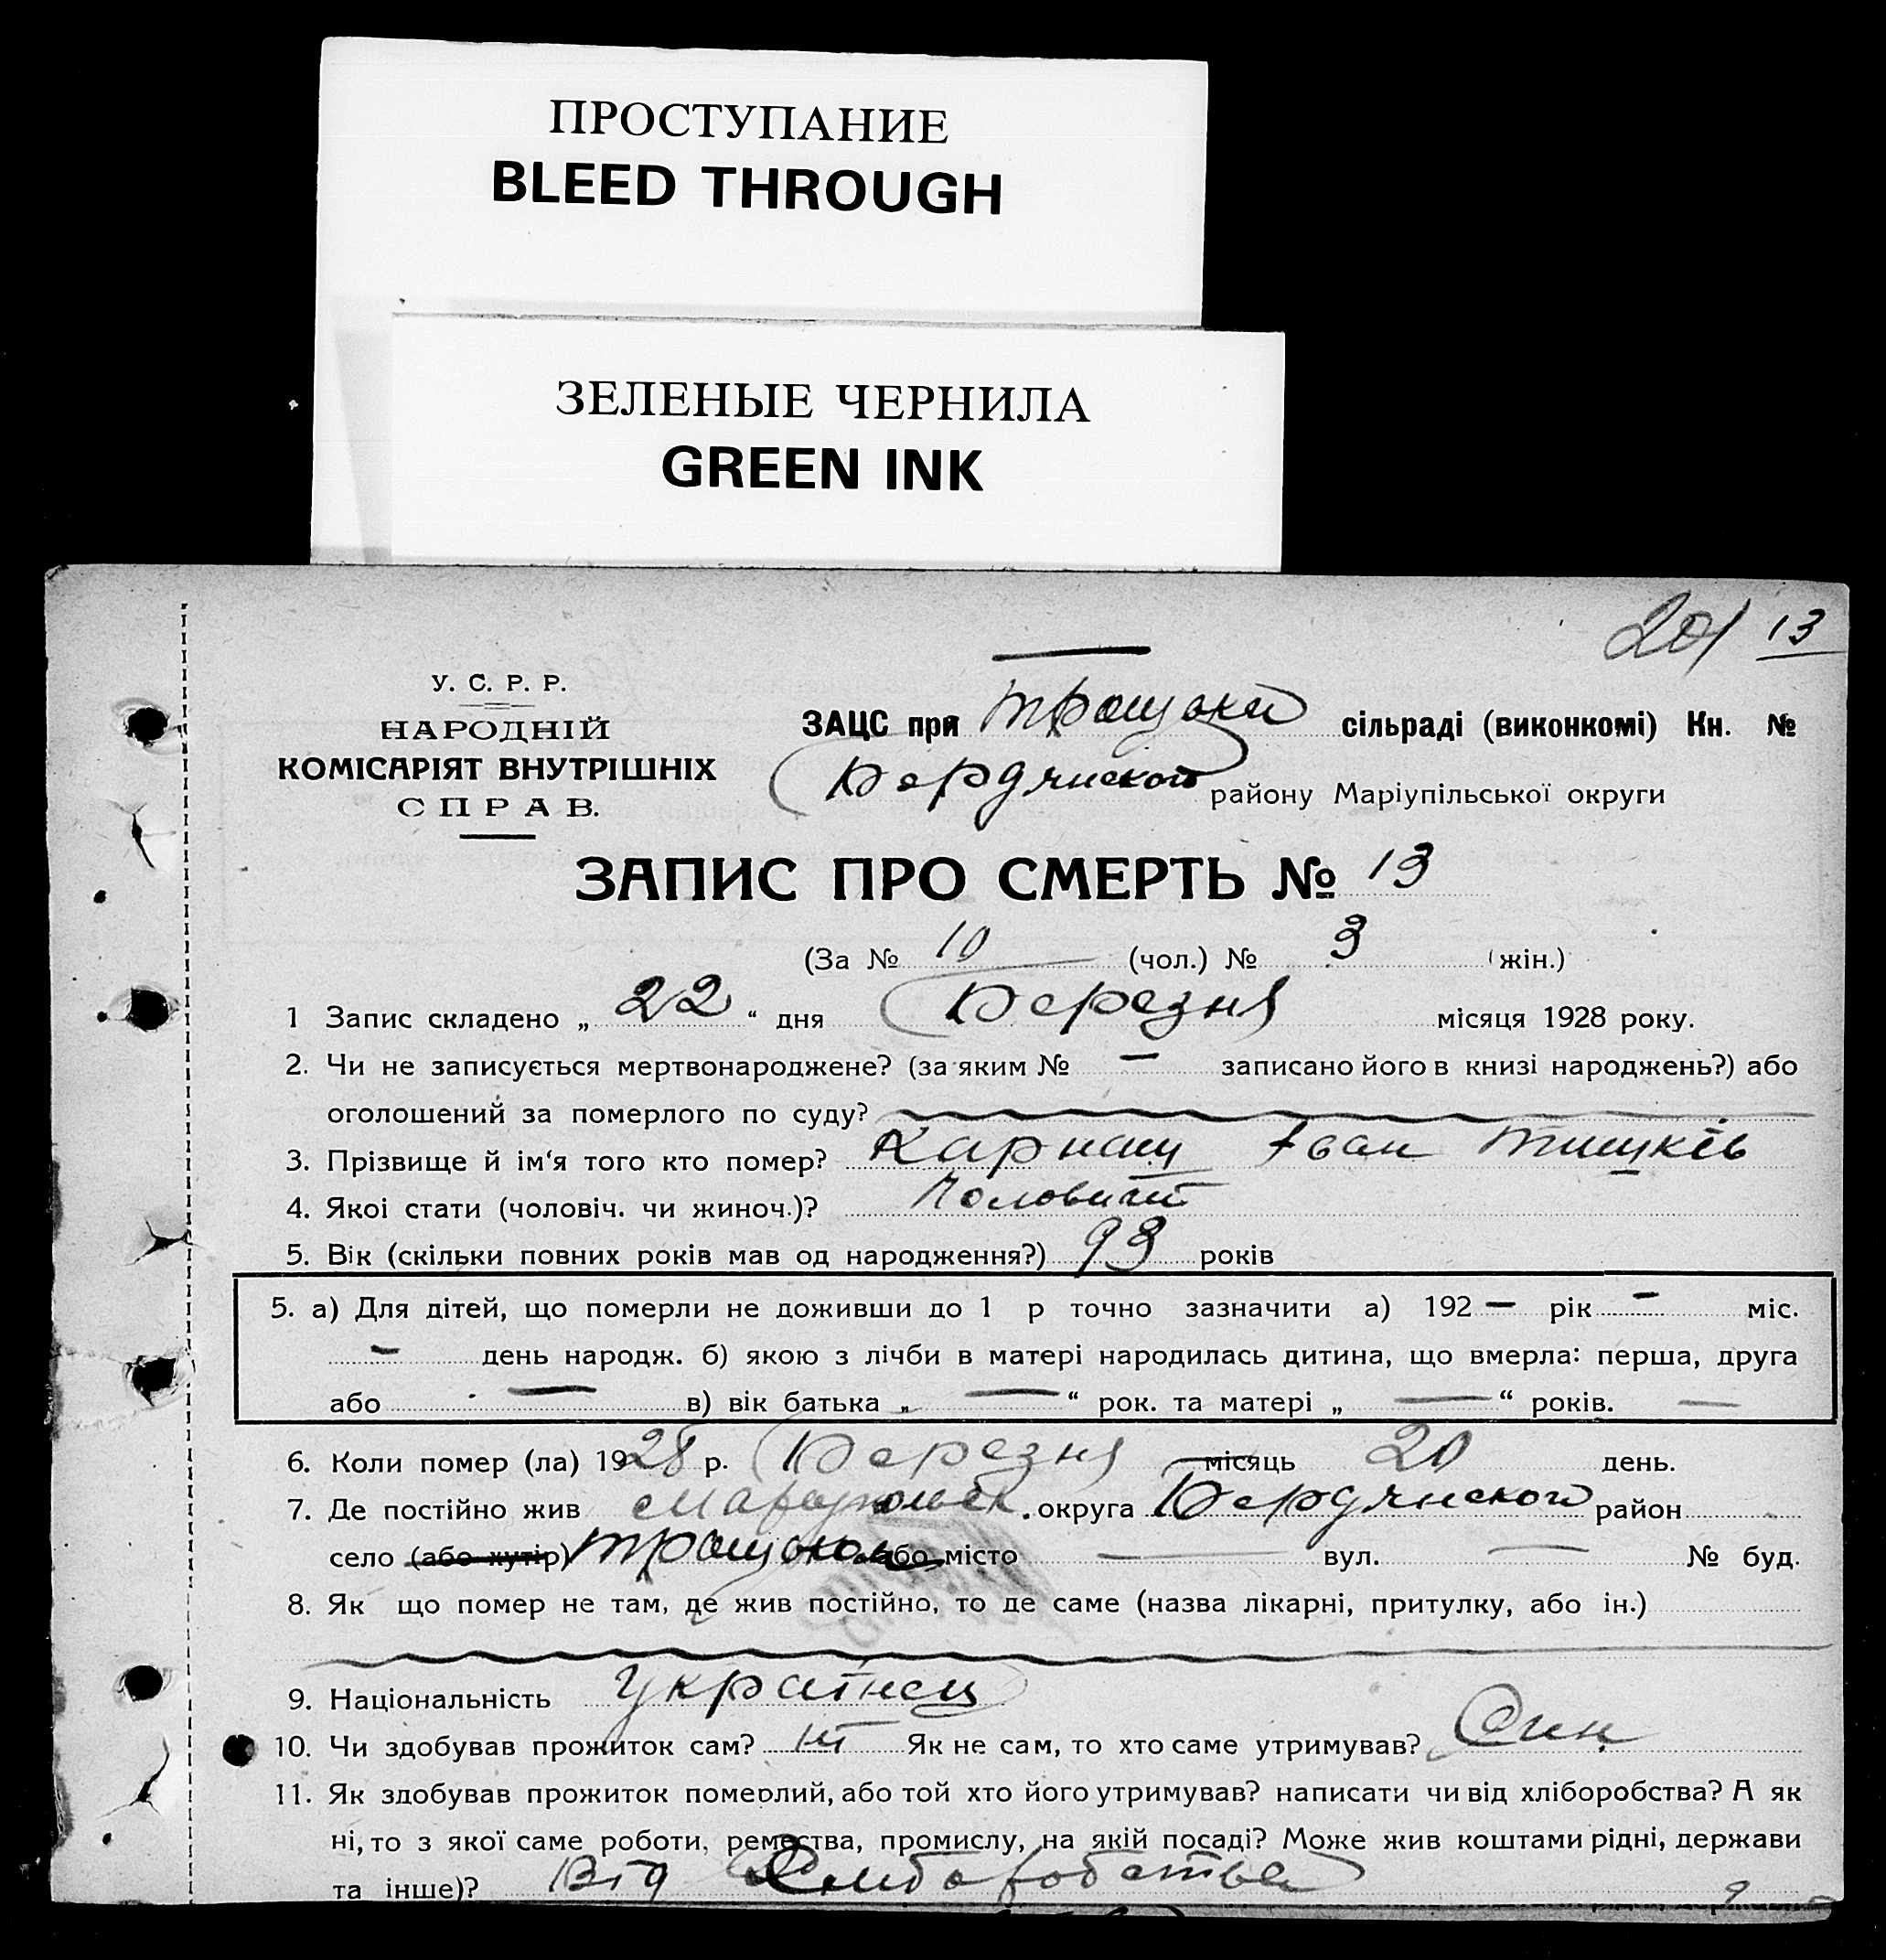 ПРОСТУПАНИЕ
BLEED THROUGH
ЗЕЛЕНЫЕ ЧЕРНИЛА
GREEN INK
20/ 13
У. С. Р. Р.
НАРОДНІЙ
КОМІСАРІЯТ ВНУТРІШНІХ
СПРАВ.
ЗАЦС при сільраді (виконкомі) Кн. №
Бердянского району Маріупільської округи
ЗАПИС ПРО СМЕРТЬ № 13
(За № 10 (чол.) № 3 (жін.)
1 Запис складено „ 22 “ дня Березня місяця 1928 року.
2. Чи не записується мертвонароджене? (за яким № — записано його в книзі народжень?) або
оголошений за померлого по суду?
3. Прізвище й ім‘я того кто помер? Іван
4. Якоі стати (чоловіч. чи жиноч.)?
5. Вік (скільки повних років мав од народження?) 93 років
5. а) Для дітей, що померли не доживши до 1 р точно зазначити а) 192 — рік — міс.
— день народж. б) якою з лічби в матері народилась дитина, що вмерла: перша, друга
або — в) вік батька „ — “ рок. та матері „ — “ років. —
6. Коли помер (ла) 1928 р. Березня місяць 20 день.
7. Де постійно жив округа Бердянского район
село (або хутір) або місто — вул. — № буд.
8. Як що помер не там, де жив постійно, то де саме (назва лікарні, притулку, або ін.)
9. Національність Українец
10. Чи здобував прожиток сам? ні Як не сам, то хто саме утримував? Син
11. Як здобував прожиток померлий, або той хто його утримував? написати чи від хліборобства? А як
ні, то з якої саме роботи, ремества, промислу, на якій посаді? Може жив коштами рідні, держави
та інше)? Від Хлиборобства